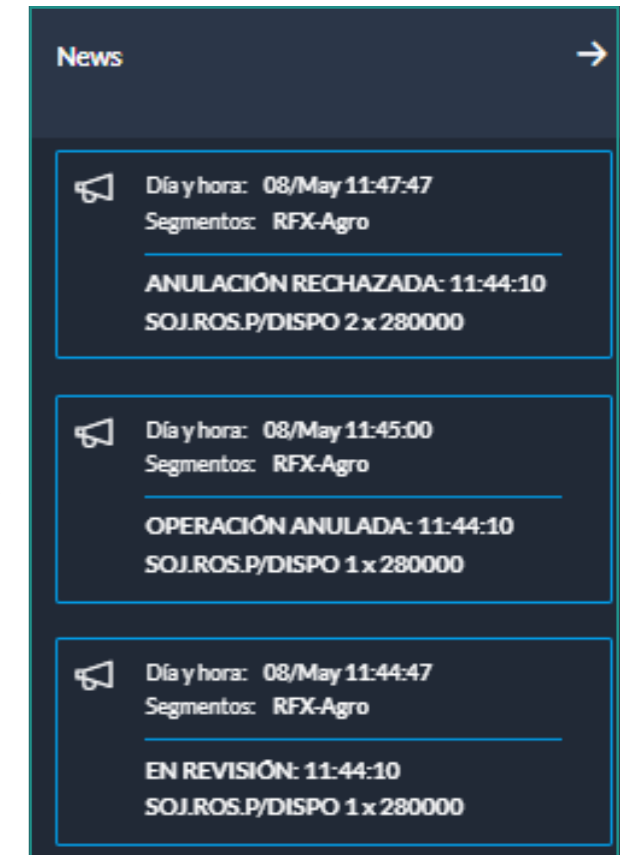 News
Día y hora: 08/May 11:47:47
Segmentos: RFX-Agro
ANULACIÓN RECHAZADA: 11:44:10
SOJ.ROS.P/DISPO 2 x 280000
Día y hora: 08/May 11:45:00
Segmentos: RFX-Agro
OPERACIÓN ANULADA: 11:44:10
SOJ.ROS.P/DISPO 1 x 280000
Día y hora: 08/May 11:44:47
Segmentos: RFX-Agro
EN REVISIÓN: 11:44:10
SOJ.ROS.P/DISPO 1 x 280000